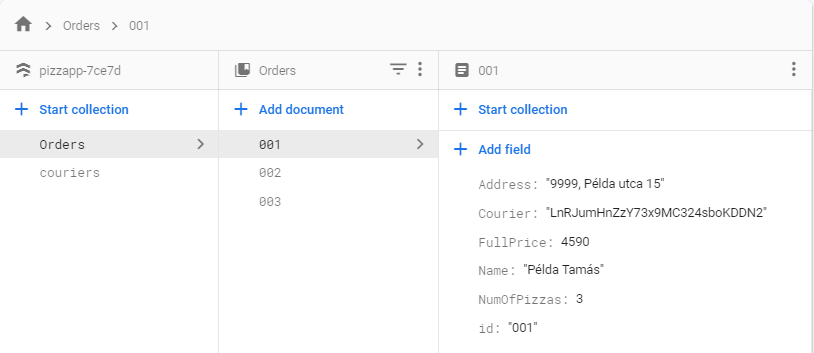 Orders > 001
pizzapp-7ce7d
Orders
001
Start collection
Add document
Start collection
Orders
couriers
001
002
003
Add field
Address: "9999, Példa utca 15"
Courier: "LnRJumHnZzY73x9MC324sboKDDN2"
FullPrice: 4590
Name: "Példa Tamás"
NumOfPizzas: 3
id: "001"